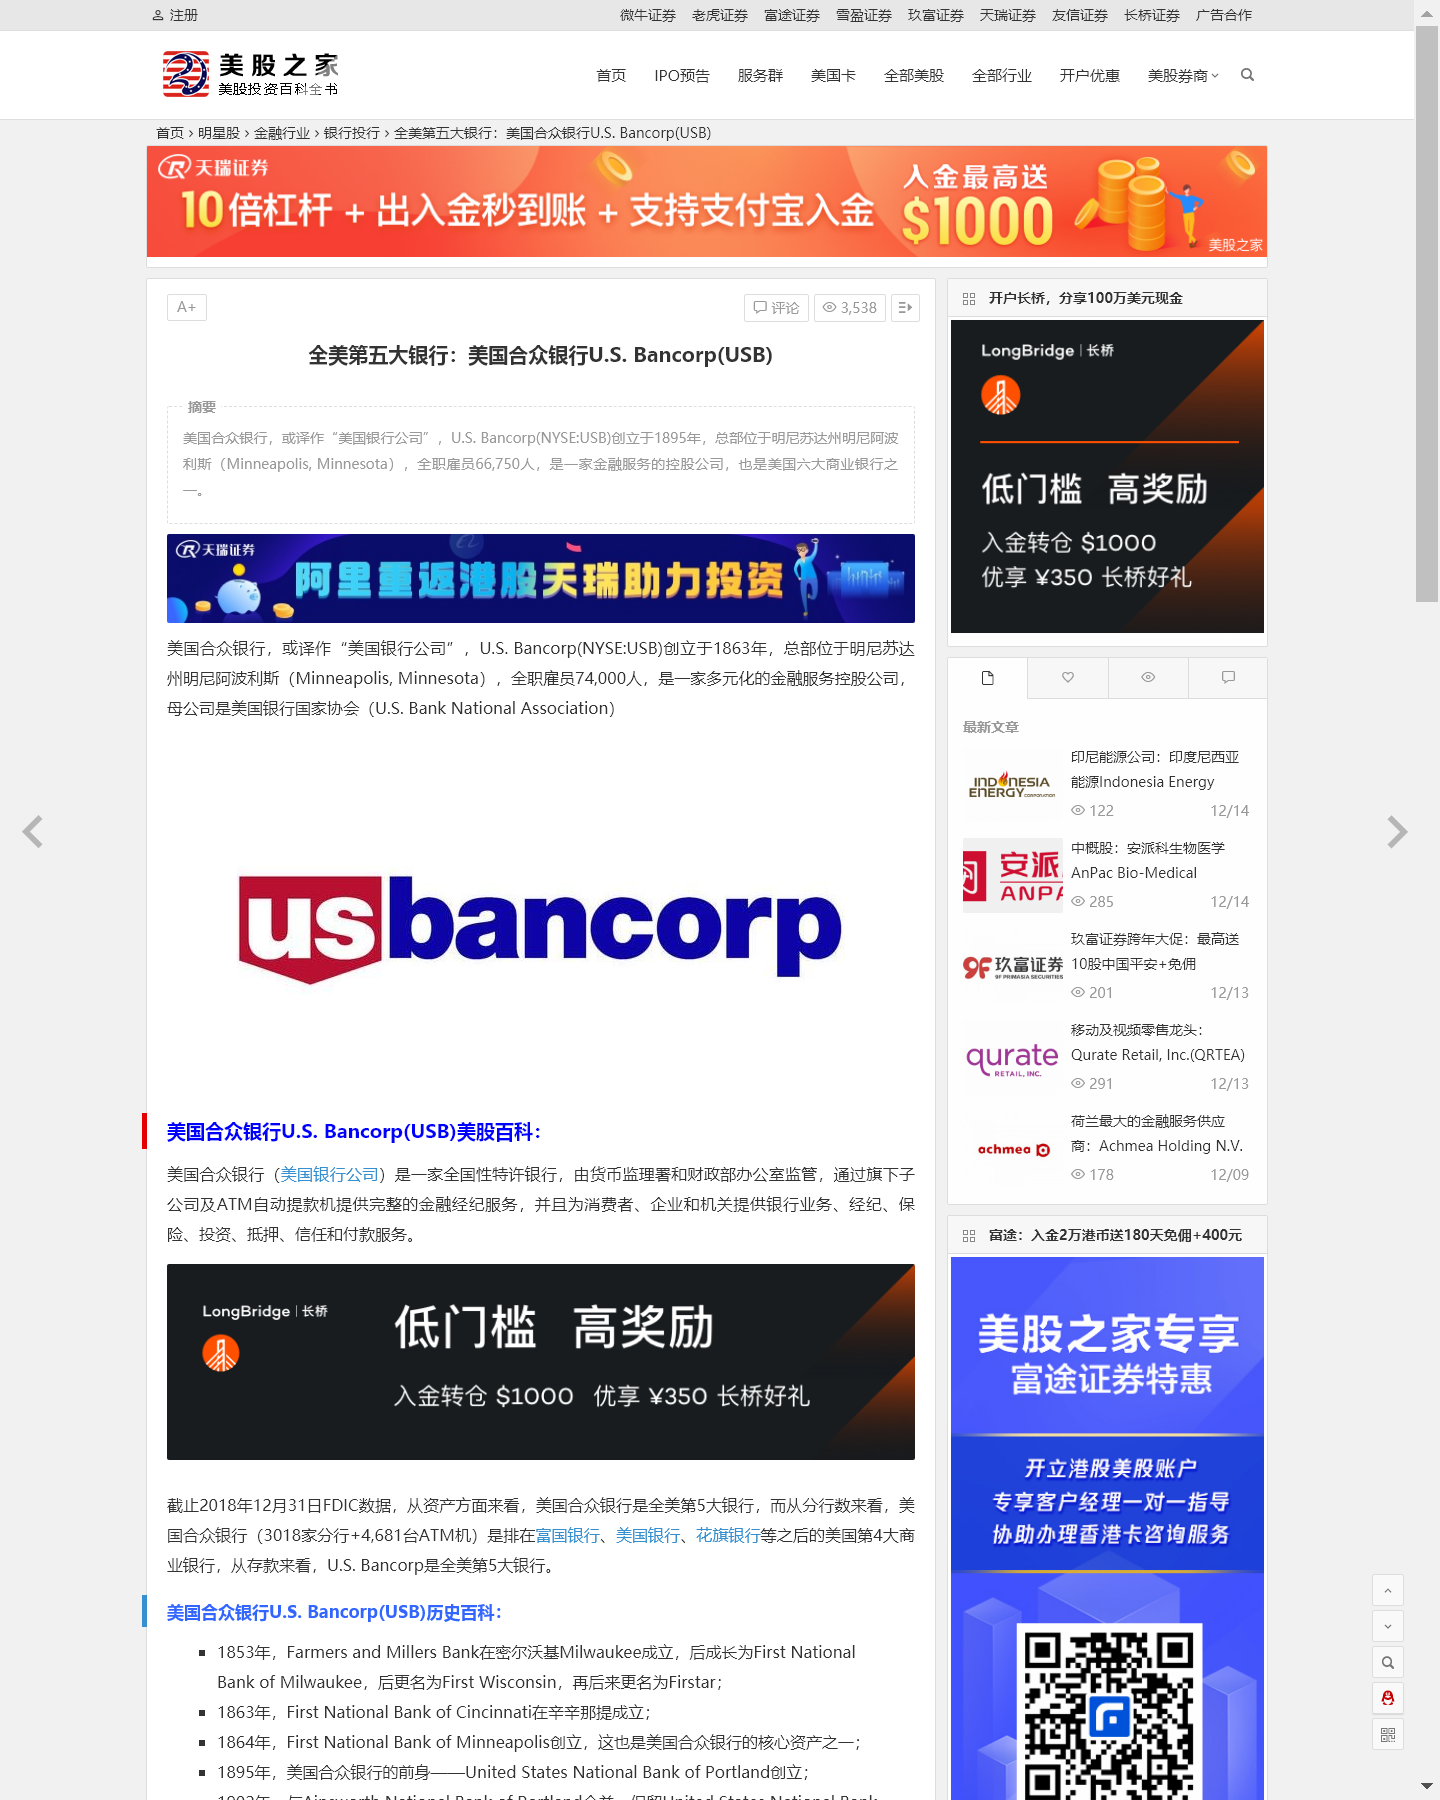 注册
微牛证券 老虎证券 富途证券 雪盈证券 玖富证券 天瑞证券 友信证券 长桥证券 广告合作
美股之家
美股投资百科全书
首页 IPO预告 服务群 美国卡 全部美股 全部行业 开户优惠 美股券商
首页 > 明星股 > 金融行业 > 银行投行 > 全美第五大银行：美国合众银行U.S. Bancorp(USB)
天瑞证券
10倍杠杆 + 出入金秒到账 + 支持支付宝入金
入金最高送
$1000
美股之家
A+
评论 3,538
全美第五大银行：美国合众银行U.S. Bancorp(USB)
摘要
美国合众银行，或译作“美国银行公司”，U.S. Bancorp(NYSE:USB)创立于1895年，总部位于明尼苏达州明尼阿波
利斯（Minneapolis, Minnesota），全职雇员66,750人，是一家金融服务的控股公司，也是美国六大商业银行之
一。
天瑞证券
阿里重返港股天瑞助力投资
美国合众银行，或译作“美国银行公司”，U.S. Bancorp(NYSE:USB)创立于1863年，总部位于明尼苏达
州明尼阿波利斯（Minneapolis, Minnesota），全职雇员74,000人，是一家多元化的金融服务控股公司，
母公司是美国银行国家协会（U.S. Bank National Association）
usbancorp
美国合众银行U.S. Bancorp(USB)美股百科：
美国合众银行（美国银行公司）是一家全国性特许银行，由货币监理署和财政部办公室监管，通过旗下子
公司及ATM自动提款机提供完整的金融经纪服务，并且为消费者、企业和机关提供银行业务、经纪、保
险、投资、抵押、信任和付款服务。
LongBridge | 长桥
低门槛 高奖励
入金转仓 $1000 优享 ¥350 长桥好礼
截止2018年12月31日FDIC数据，从资产方面来看，美国合众银行是全美第5大银行，而从分行数来看，美
国合众银行（3018家分行+4,681台ATM机）是排在富国银行、美国银行、花旗银行等之后的美国第4大商
业银行，从存款来看，U.S. Bancorp是全美第5大银行。
美国合众银行U.S. Bancorp(USB)历史百科：
1853年，Farmers and Millers Bank在密尔沃基Milwaukee成立，后成长为First National
Bank of Milwaukee，后更名为First Wisconsin，再后来更名为Firstar；
1863年，First National Bank of Cincinnati在辛辛那提成立；
1864年，First National Bank of Minneapolis创立，这也是美国合众银行的核心资产之一；
1895年，美国合众银行的前身——United States National Bank of Portland创立；
开户长桥，分享100万美元现金
LongBridge | 长桥
低门槛 高奖励
入金转仓 $1000
优享 ¥350 长桥好礼
最新文章
INDONESIA
ENERGY CORPORATION
印尼能源公司：印度尼西亚
能源Indonesia Energy
122 12/14
安派
ANPA
中概股：安派科生物医学
AnPac Bio-Medical
285 12/14
9F 玖富证券
9F PRIMASIA SECURITIES
玖富证券跨年大促：最高送
10股中国平安+免佣
201 12/13
qurate
RETAIL, INC.
移动及视频零售龙头：
Qurate Retail, Inc.(QRTEA)
291 12/13
achmea
荷兰最大的金融服务供应
商：Achmea Holding N.V.
178 12/09
富途：入金2万港币送180天免佣+400元
美股之家专享
富途证券特惠
开立港股美股账户
专享客户经理一对一指导
协助办理香港卡咨询服务